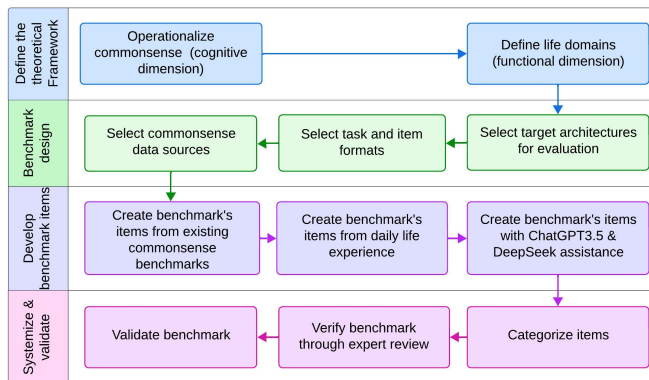 Define the
theoretical
Framework
Operationalize
commonsense (cognitive
dimension)
Define life domains
(functional dimension)
Benchmark
design
Select commonsense
data sources
Select task and item
formats
Select target architectures
for evaluation
Develop
benchmark items
Create benchmark's
items from existing
commonsense
benchmarks
Create benchmark's
items from daily life
experience
Create benchmark's items
with ChatGPT3.5 &
DeepSeek assistance
Systemize &
validate
Validate benchmark
Verify benchmark
through expert review
Categorize items